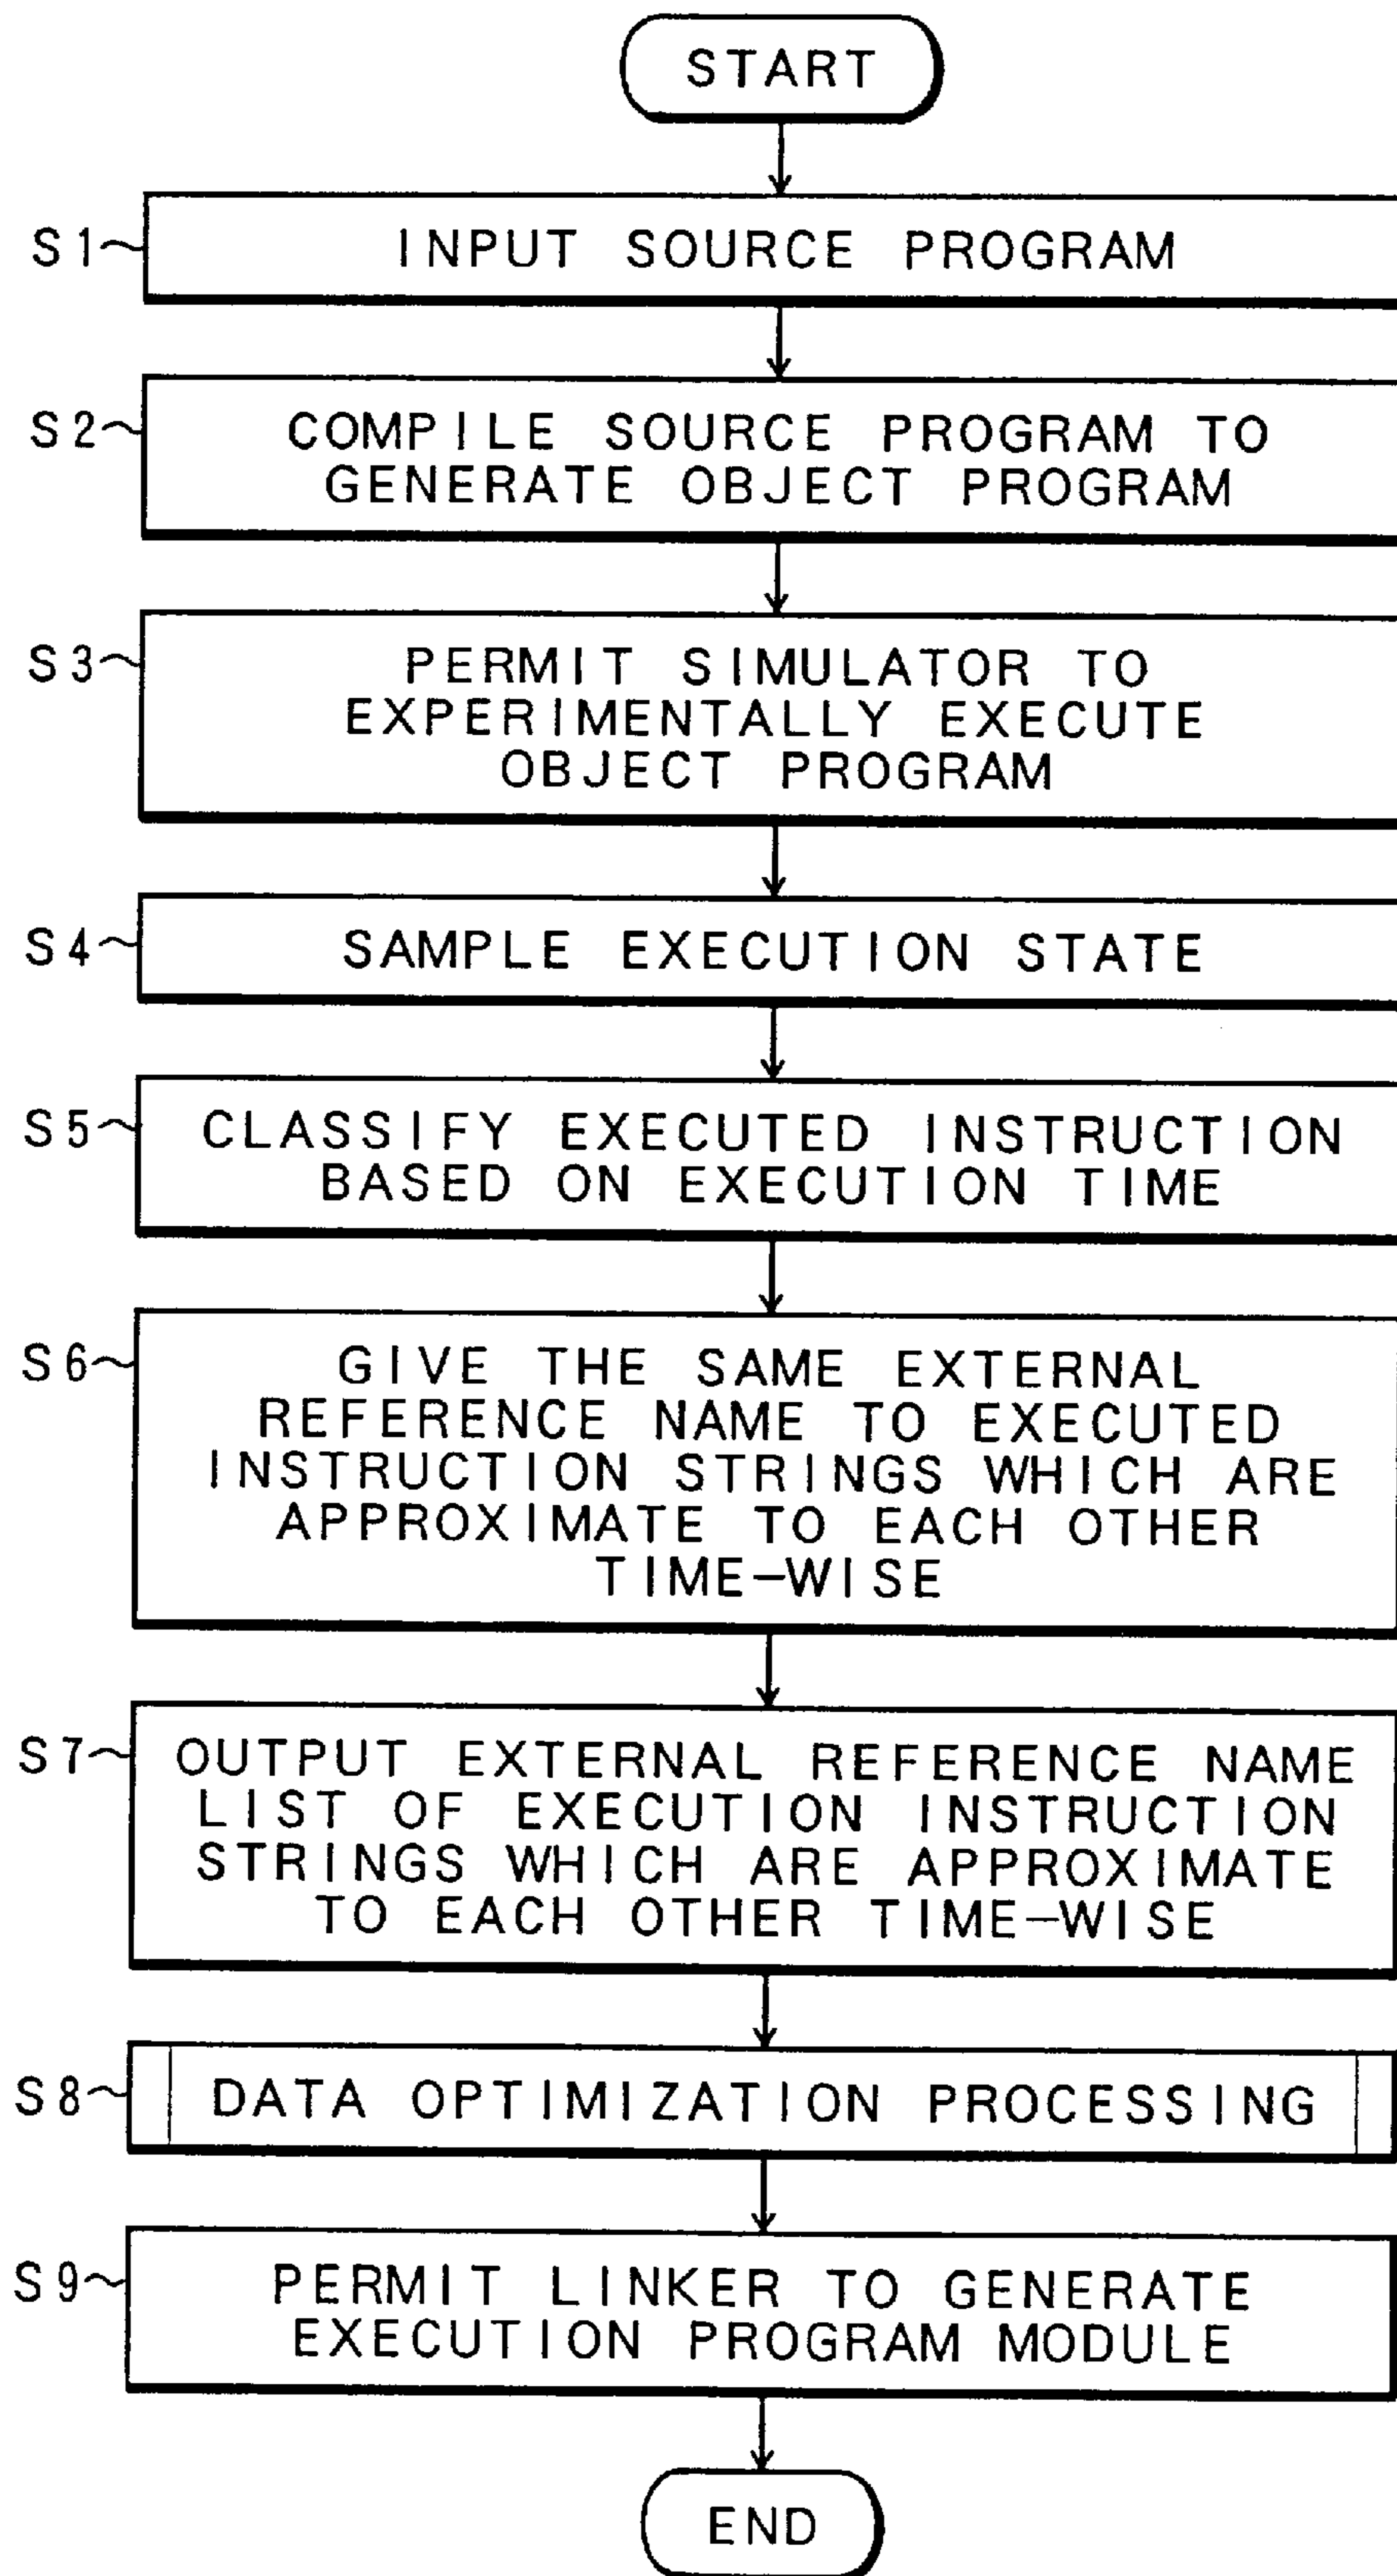 START
S1 INPUT SOURCE PROGRAM
S2 COMPILE SOURCE PROGRAM TO
GENERATE OBJECT PROGRAM
S3 PERMIT SIMULATOR TO
EXPERIMENTALLY EXECUTE
OBJECT PROGRAM
S4 SAMPLE EXECUTION STATE
S5 CLASSIFY EXECUTED INSTRUCTION
BASED ON EXECUTION TIME
S6 GIVE THE SAME EXTERNAL
REFERENCE NAME TO EXECUTED
INSTRUCTION STRINGS WHICH ARE
APPROXIMATE TO EACH OTHER
TIME-WISE
S7 OUTPUT EXTERNAL REFERENCE NAME
LIST OF EXECUTION INSTRUCTION
STRINGS WHICH ARE APPROXIMATE
TO EACH OTHER TIME-WISE
S8 DATA OPTIMIZATION PROCESSING
S9 PERMIT LINKER TO GENERATE
EXECUTION PROGRAM MODULE
END